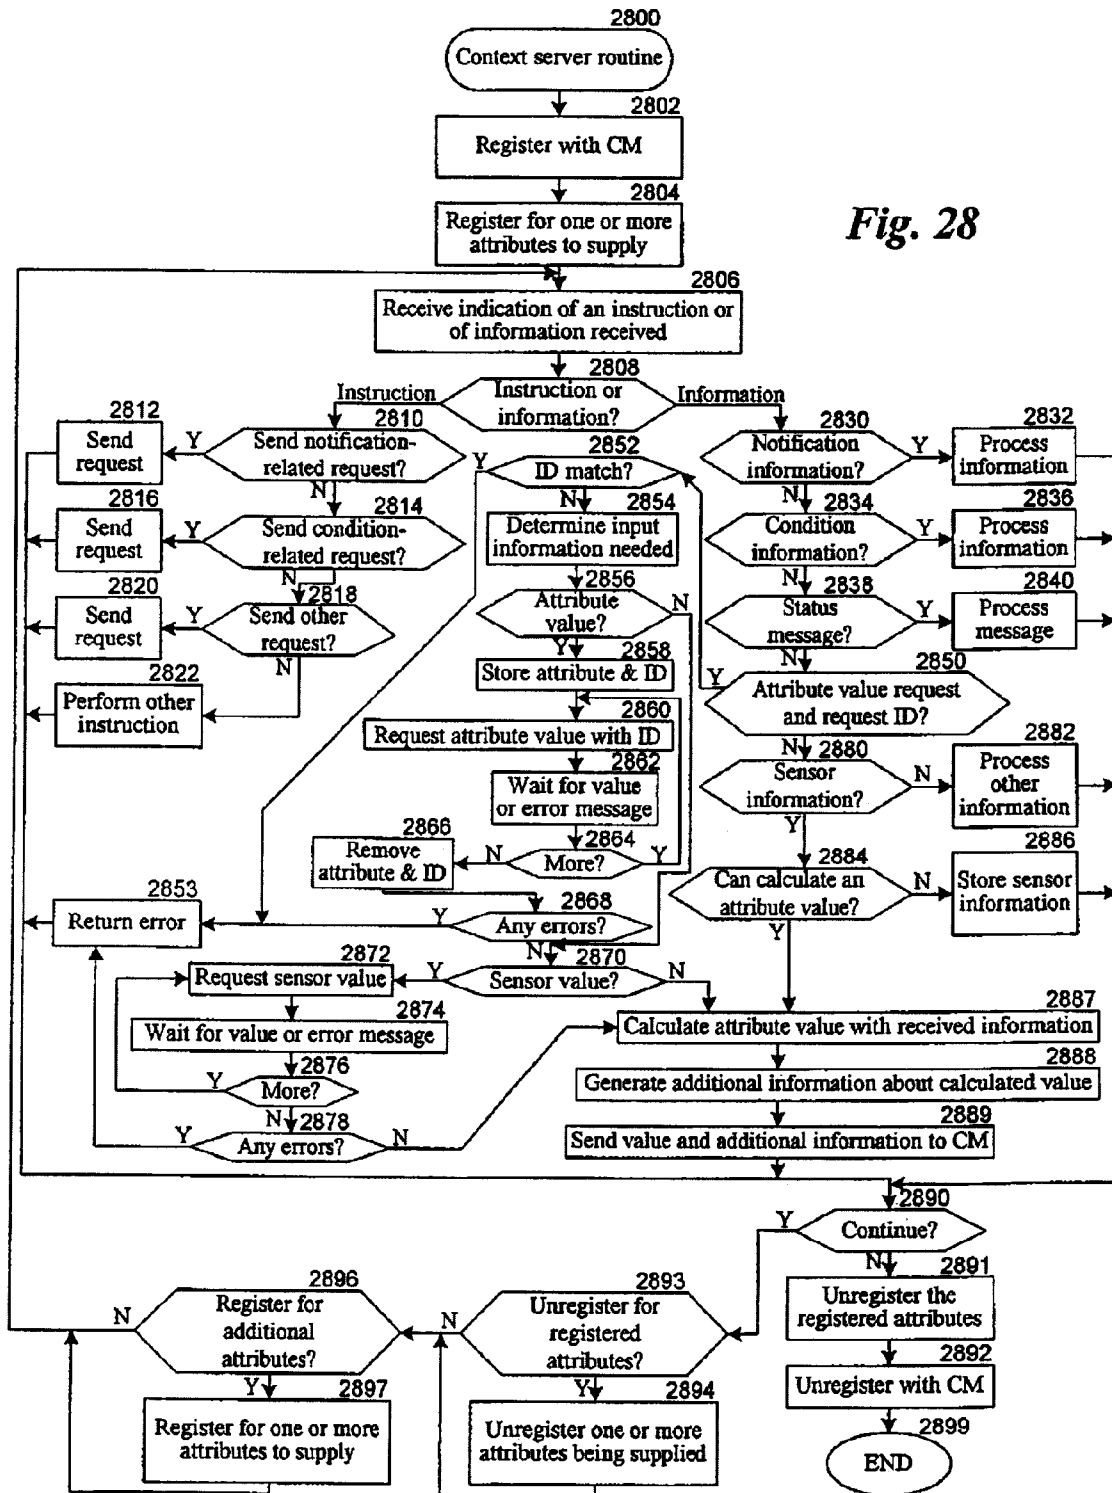 2800
Context server routine
2802
Register with CM
2804
Register for one or more
attributes to supply
Fig. 28
2806
Receive indication of an instruction or
of information received
2808
Instruction or
information?
Instruction
Information
2812
Send
request
Y
2810
Send notification-
related request?
N
2816
Send
request
Y
2814
Send condition-
related request?
N
2820
Send
request
Y
2818
Send other
request?
N
2822
Perform other
instruction
2852
Y
ID match?
N
2854
Determine input
information needed
2856
Attribute
value?
N
Y
2858
Store attribute & ID
2860
Request attribute value with ID
2862
Wait for value
or error message
2866
Remove
attribute & ID
N
2864
More?
Y
2853
Return error
Y
2868
Any errors?
N
2872
Request sensor value
Y
2870
Sensor value?
N
2874
Wait for value or error message
2876
Y
More?
N
2878
Y
Any errors?
N
2830
Notification
information?
Y
N
2832
Process
information
2834
Condition
information?
Y
N
2836
Process
information
2838
Status
message?
Y
N
2840
Process
message
2850
Y
Attribute value request
and request ID?
N
2880
Sensor
information?
N
Y
2882
Process
other
information
2884
Can calculate an
attribute value?
N
Y
2886
Store sensor
information
2887
Calculate attribute value with received information
2888
Generate additional information about calculated value
2889
Send value and additional information to CM
2890
Y
Continue?
N
2891
Unregister the
registered attributes
2892
Unregister with CM
2899
END
2893
Unregister for
registered
attributes?
N
Y
2894
Unregister one or more
attributes being supplied
2896
Register for
additional
attributes?
N
Y
2897
Register for one or more
attributes to supply